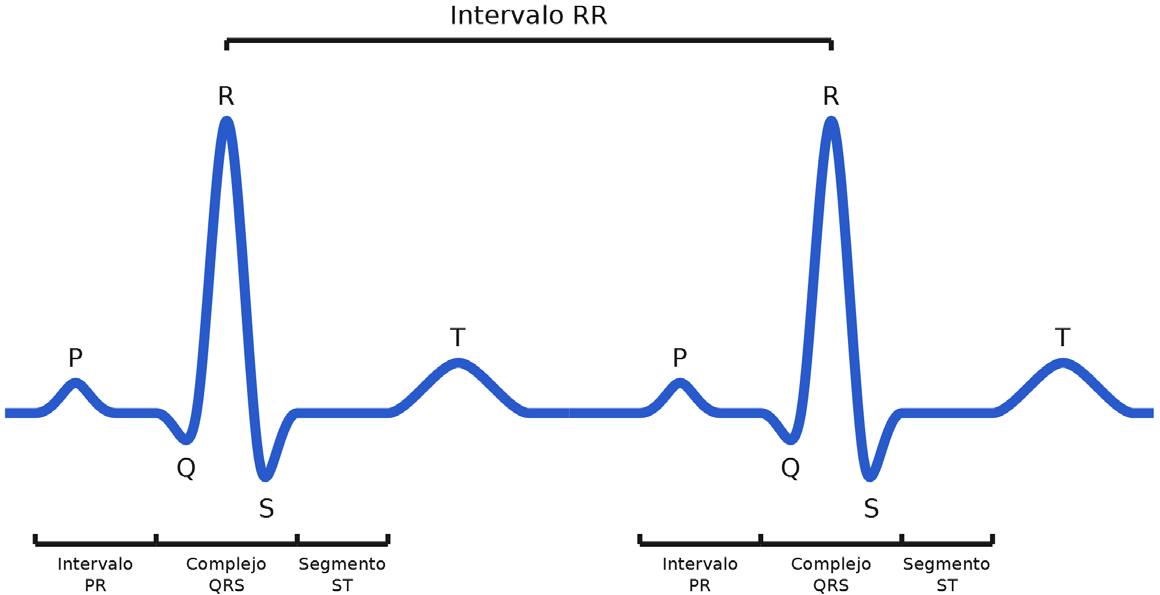 Intervalo RR
R
R
P
T
P
T
Q
Q
S
S
Intervalo
PR
Complejo
QRS
Segmento
ST
Intervalo
PR
Complejo
QRS
Segmento
ST